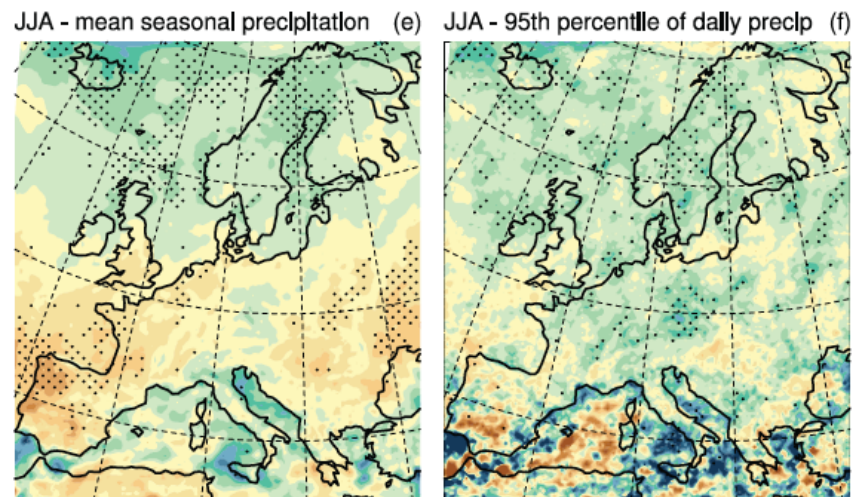 JJA - mean seasonal precipitation (e)
JJA - 95th percentile of daily precip (f)